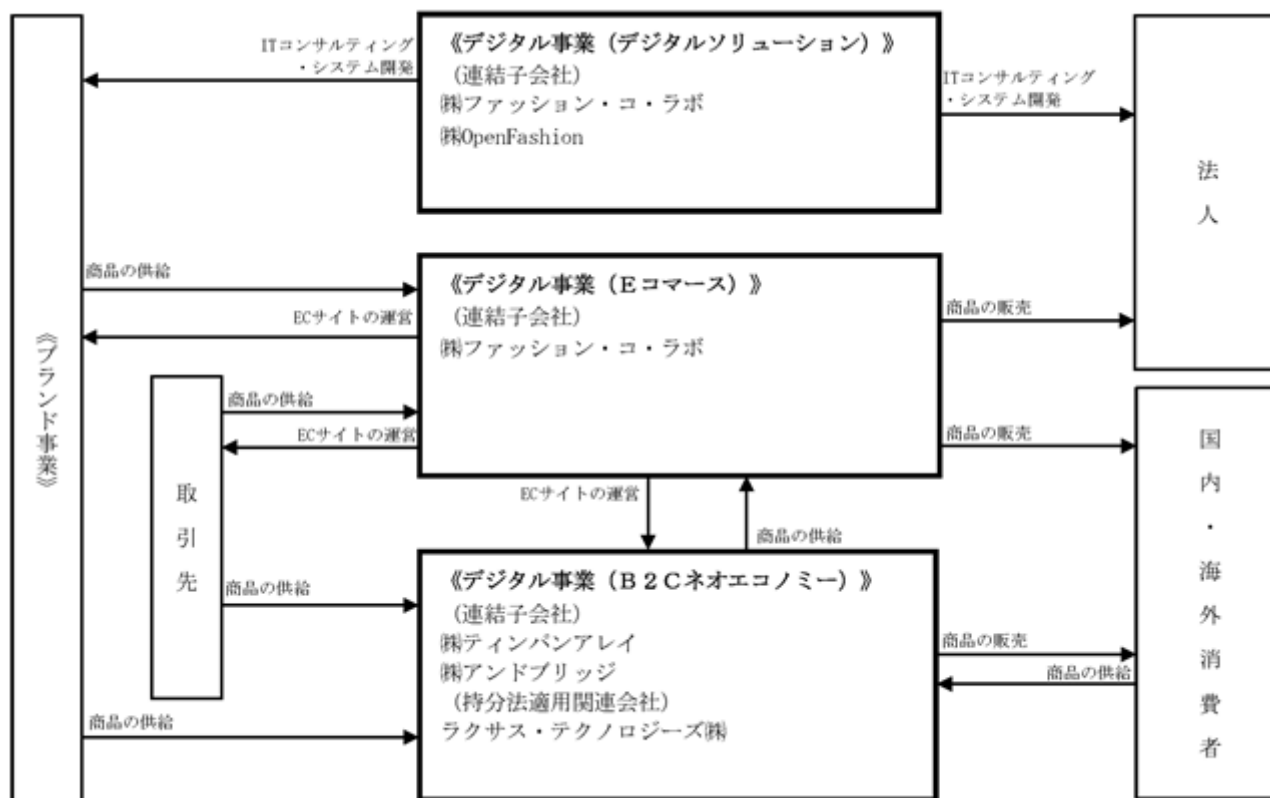 《ブランド事業》
ITコンサルティング
・システム開発
《デジタル事業（デジタルソリューション）》
（連結子会社）
㈱ファッション・コ・ラボ
㈱OpenFashion
ITコンサルティング
・システム開発
法人
商品の供給
ECサイトの運営
《デジタル事業（Ｅコマース）》
（連結子会社）
㈱ファッション・コ・ラボ
商品の販売
取引先
商品の供給
ECサイトの運営
商品の販売
国内・海外消費者
ECサイトの運営
商品の供給
商品の供給
《デジタル事業（Ｂ２Ｃネオエコノミー）》
（連結子会社）
㈱ティンパンアレイ
㈱アンドブリッジ
（持分法適用関連会社）
ラクサス・テクノロジーズ㈱
商品の販売
商品の供給
商品の供給